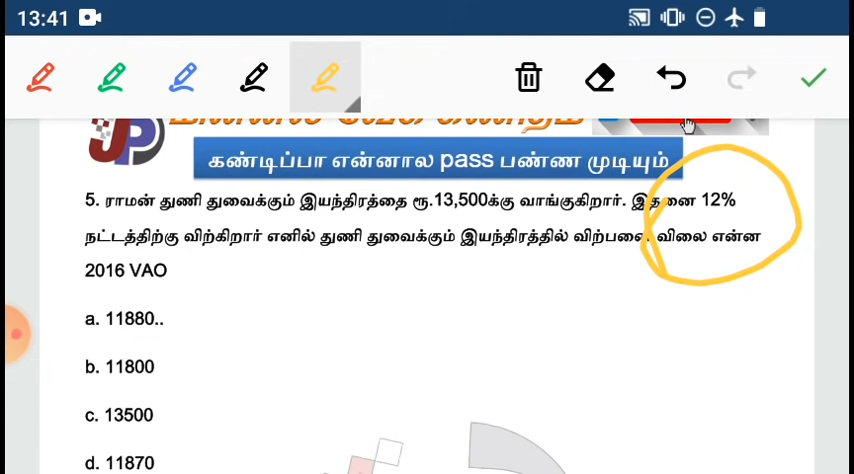 13:41
JP
கண்டிப்பா என்னால pass பண்ண முடியும்
5. ராமன் துணி துவைக்கும் இயந்திரத்தை ரூ.13,500க்கு வாங்குகிறார். இதனை 12%
நட்டத்திற்கு விற்கிறார் எனில் துணி துவைக்கும் இயந்திரத்தில் விற்பனை விலை என்ன
2016 VAO
a. 11880..
b. 11800
c. 13500
d. 11870